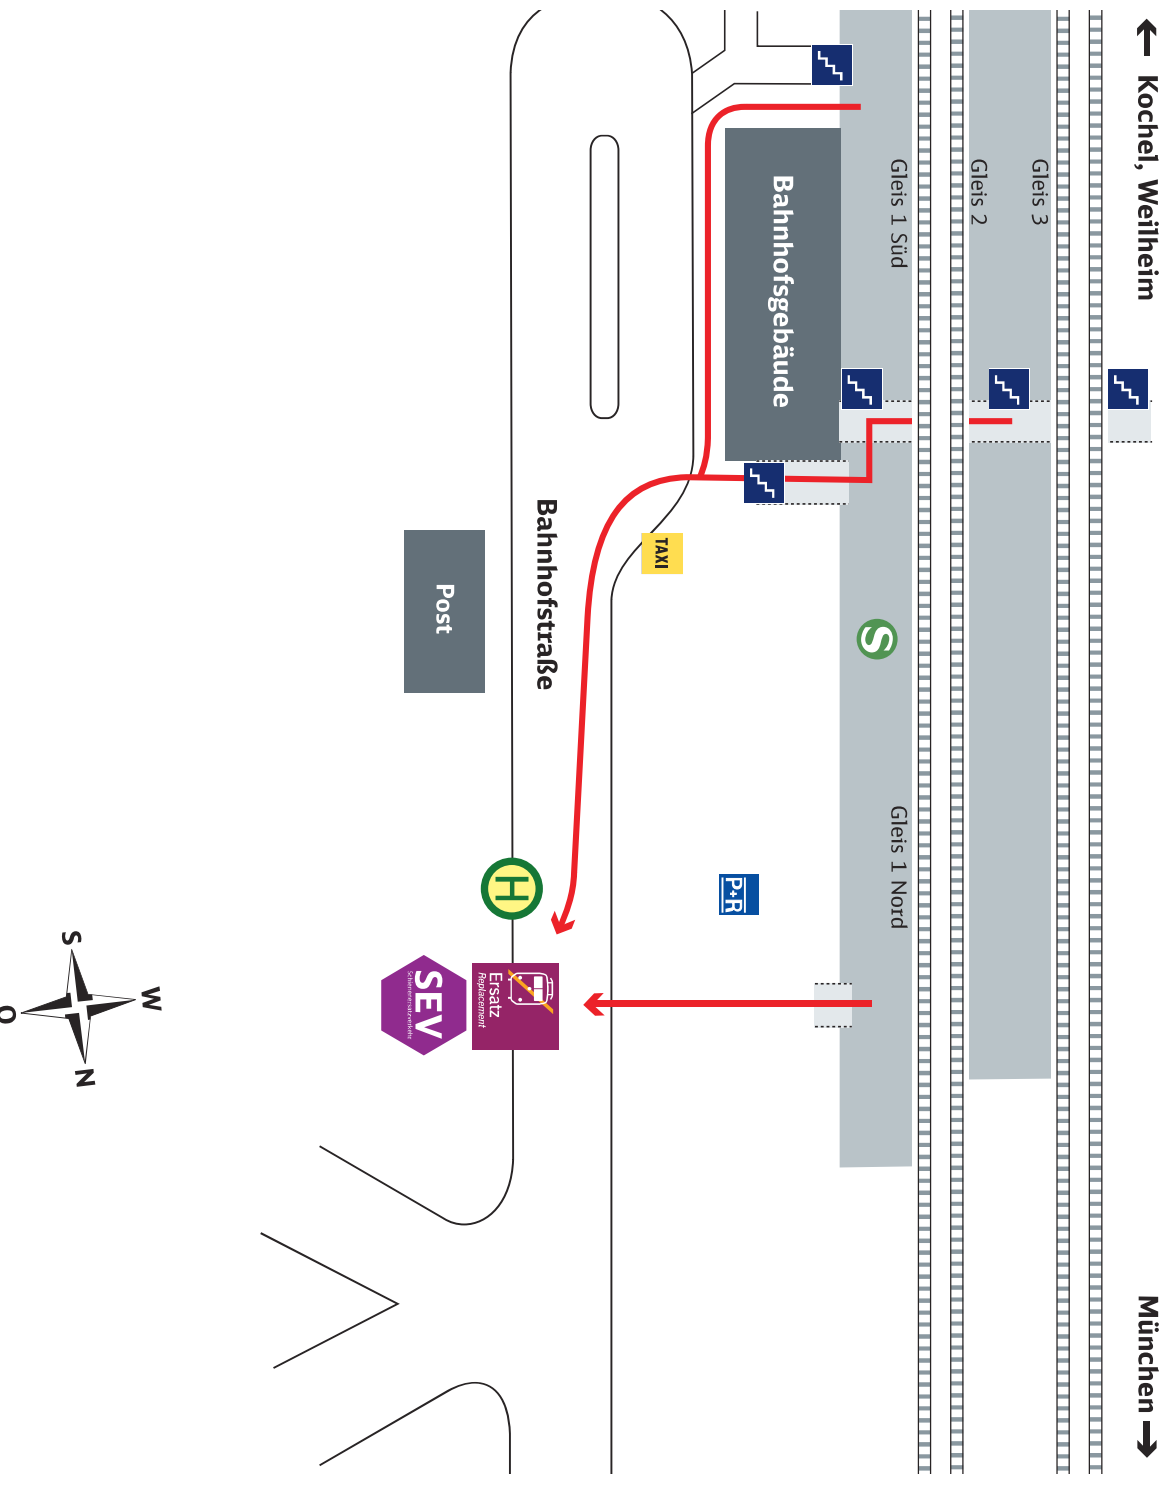 ← Kochel, Weilheim
München →
Gleis 3
Gleis 2
Gleis 1 Süd
Gleis 1 Nord
Bahnhofsgebäude
S
P+R
TAXI
Bahnhofstraße
H
Ersatz
Replacement
Post
SEV
Schienenersatzverkehr
W
S
N
O